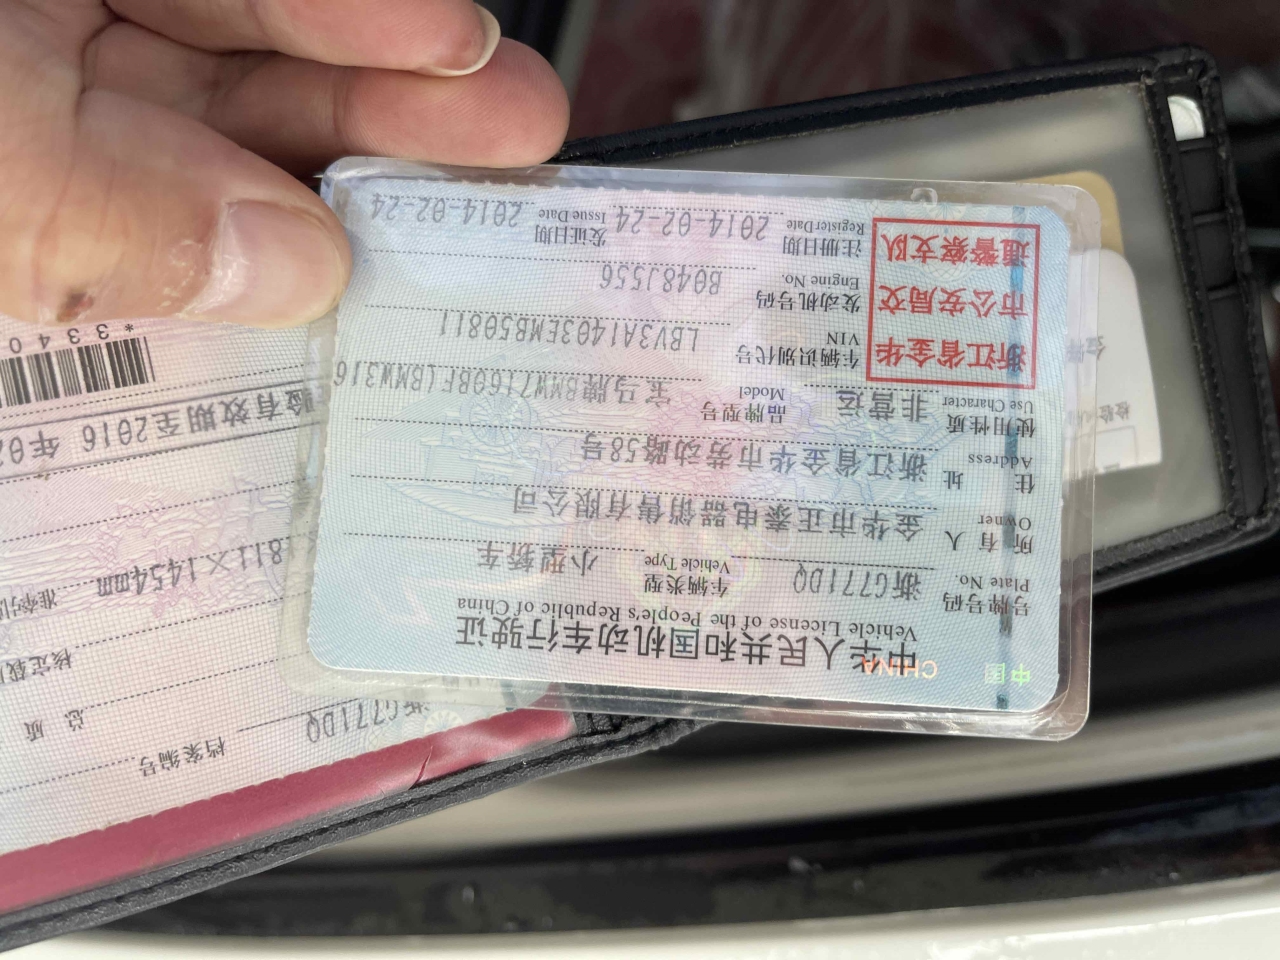 中华人民共和国机动车行驶证
Vehicle License of the People's Republic of China
中国 CHINA
号牌号码 浙G771DQ 车辆类型 小型轿车
Plate No. Vehicle Type
所有人 金华市正泰电器销售有限公司
Owner
住址 浙江省金华市劳动路58号
Address
使用性质 非营运 品牌型号 宝马牌BMW7160BF(BMW316
Use Character Model
车辆识别代号 LBV3A1403EMB50811
VIN
发动机号码 B048J556
Engine No.
注册日期 2014-02-24 发证日期 2014-02-24
Register Date Issue Date
浙江省金华
市公安局交
通警察支队
浙G771DQ 档案编号
总质
核定载
811×1454mm 准牵引
验有效期至2016 年02
*3340